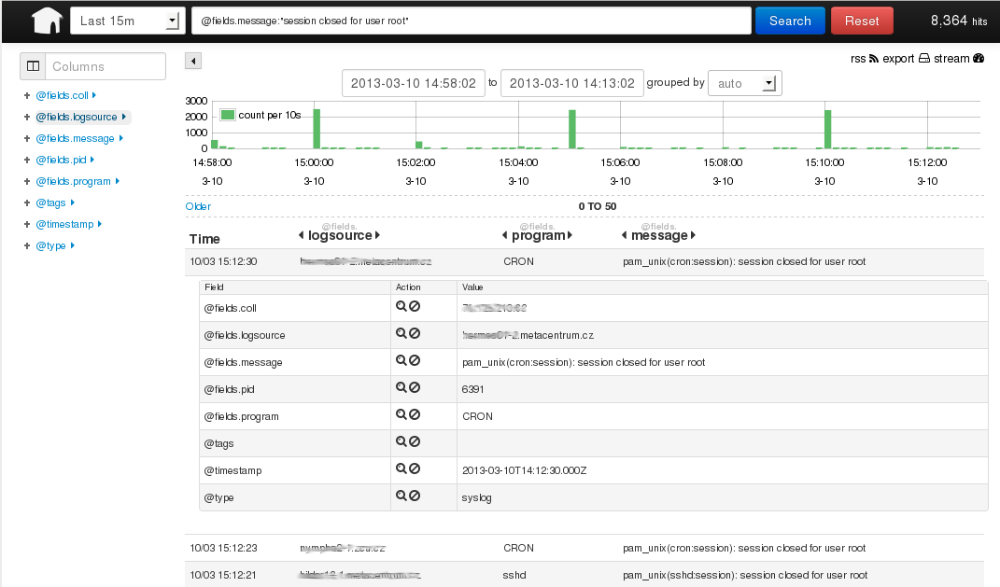 Last 15m @fields.message:"session closed for user root" Search Reset 8,364 hits
Columns
rss export stream
2013-03-10 14:58:02 to 2013-03-10 14:13:02 grouped by auto
@fields.coll
@fields.logsource
@fields.message
@fields.pid
@fields.program
@tags
@timestamp
@type
3000
2000
1000
0
count per 10s
14:58:00 15:00:00 15:02:00 15:04:00 15:06:00 15:08:00 15:10:00 15:12:00
3-10 3-10 3-10 3-10 3-10 3-10 3-10 3-10
Older 0 TO 50
@fields. @fields. @fields.
Time logsource program message
10/03 15:12:30 .metacentrum.cz CRON pam_unix(cron:session): session closed for user root
Field Action Value
@fields.coll
@fields.logsource .metacentrum.cz
@fields.message pam_unix(cron:session): session closed for user root
@fields.pid 6391
@fields.program CRON
@tags
@timestamp 2013-03-10T14:12:30.000Z
@type syslog
10/03 15:12:23 CRON pam_unix(cron:session): session closed for user root
10/03 15:12:21 sshd pam_unix(sshd:session): session closed for user root